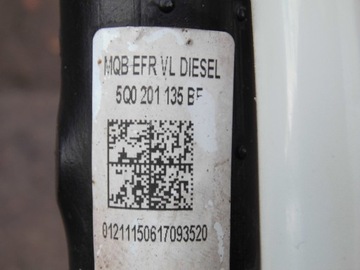 MQB EFR VL DIESEL
5Q0 201 135 BF
01211150617093520